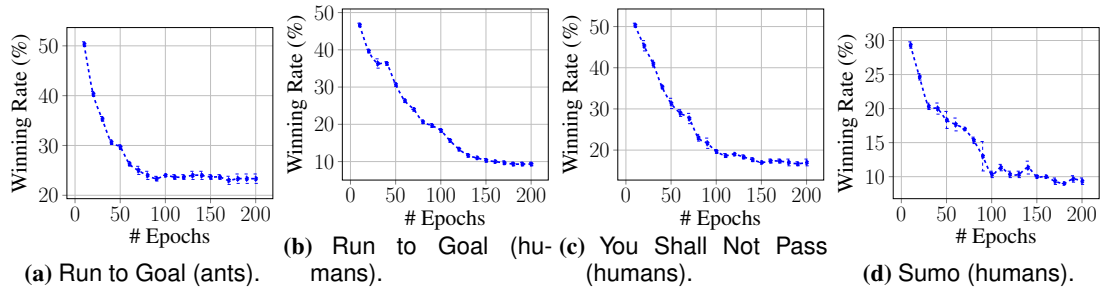 Winning Rate (%)
50
40
30
20
0 50 100 150 200
# Epochs
(a) Run to Goal (ants).
Winning Rate (%)
50
40
30
20
10
0 50 100 150 200
# Epochs
(b) Run to Goal (hu-
mans).
Winning Rate (%)
50
40
30
20
0 50 100 150 200
# Epochs
(c) You Shall Not Pass
(humans).
Winning Rate (%)
30
25
20
15
10
0 50 100 150 200
# Epochs
(d) Sumo (humans).